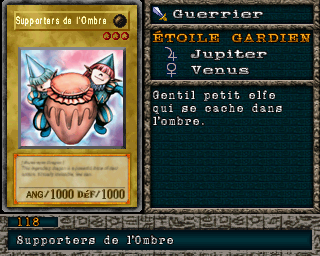 Supporters de l'Ombre
ANG/1000 DéF/1000
Guerrier
ÉTOILE GARDIEN
Jupiter
Venus
Gentil petit elfe
qui se cache dans
l'ombre.
118
Supporters de l'Ombre